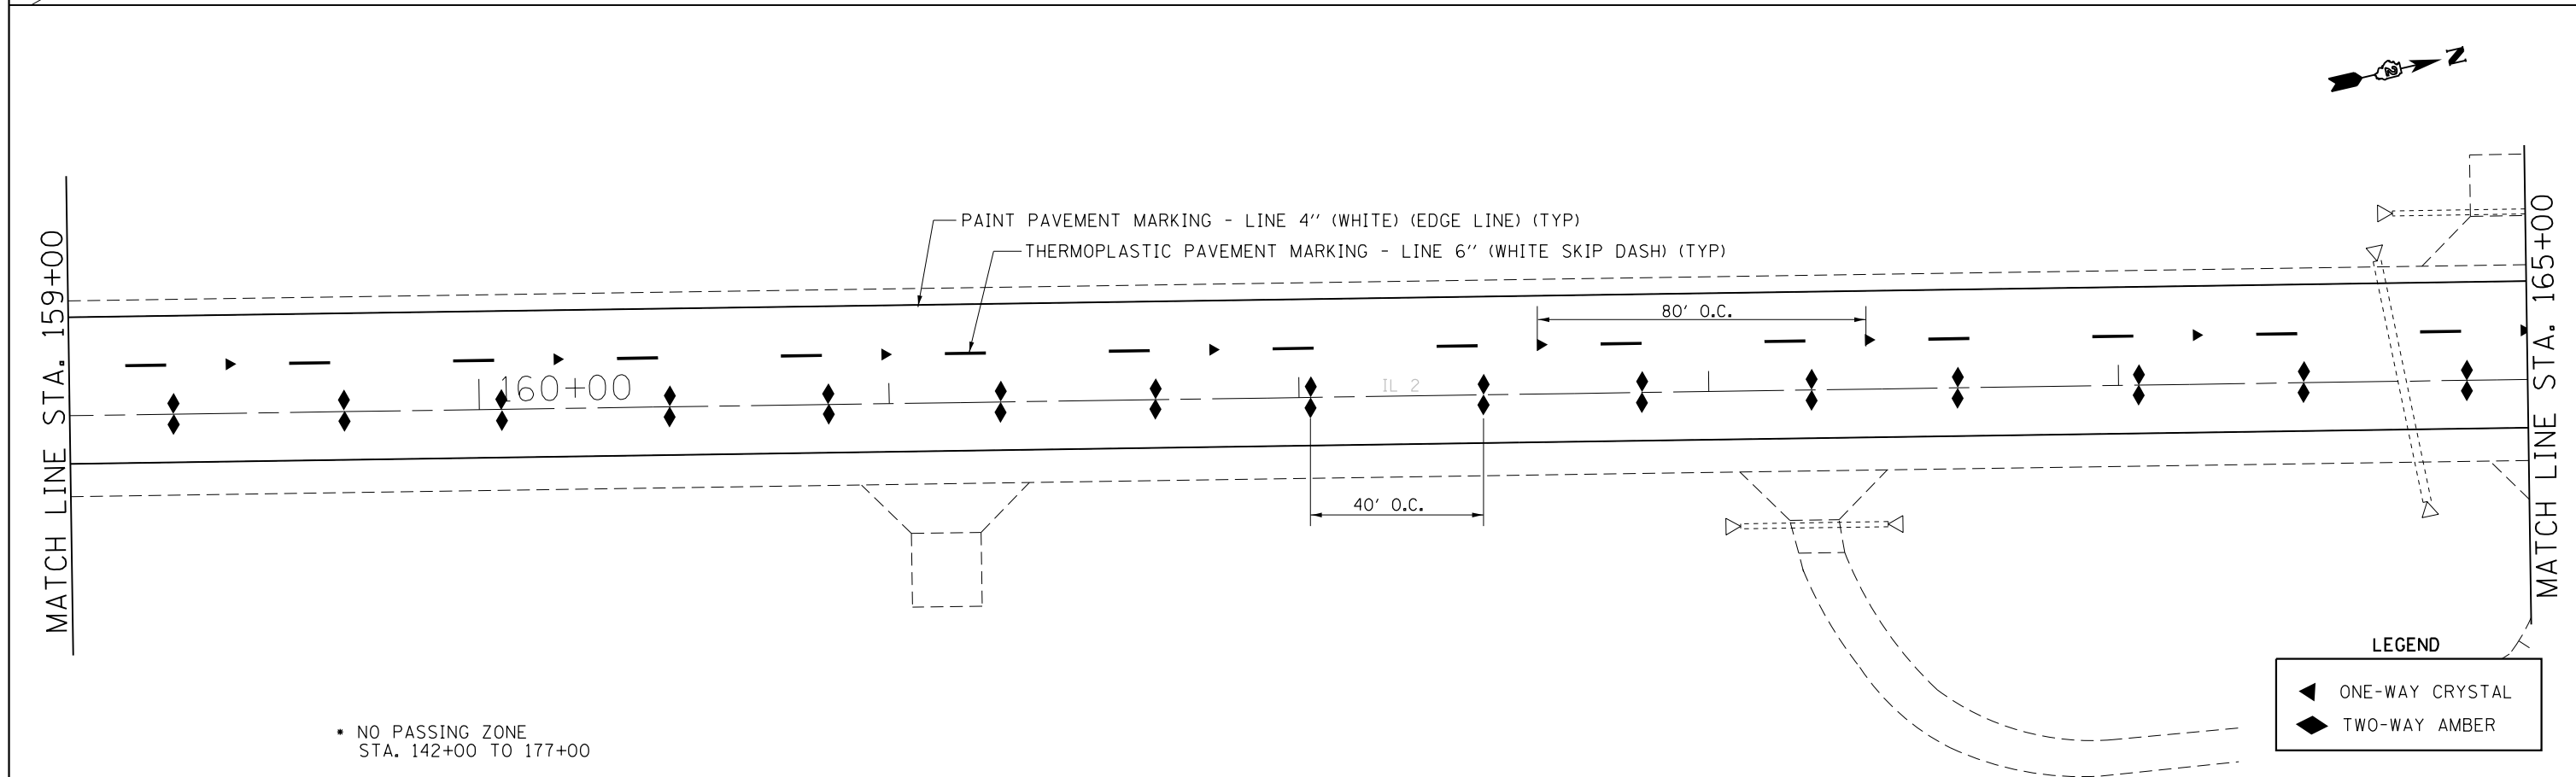 N
2
PAINT PAVEMENT MARKING - LINE 4'' (WHITE) (EDGE LINE) (TYP)
THERMOPLASTIC PAVEMENT MARKING - LINE 6'' (WHITE SKIP DASH) (TYP)
MATCH LINE STA. 159+00
80' O.C.
160+00
IL 2
40' O.C.
MATCH LINE STA. 165+00
LEGEND
ONE-WAY CRYSTAL
TWO-WAY AMBER
* NO PASSING ZONE
STA. 142+00 TO 177+00